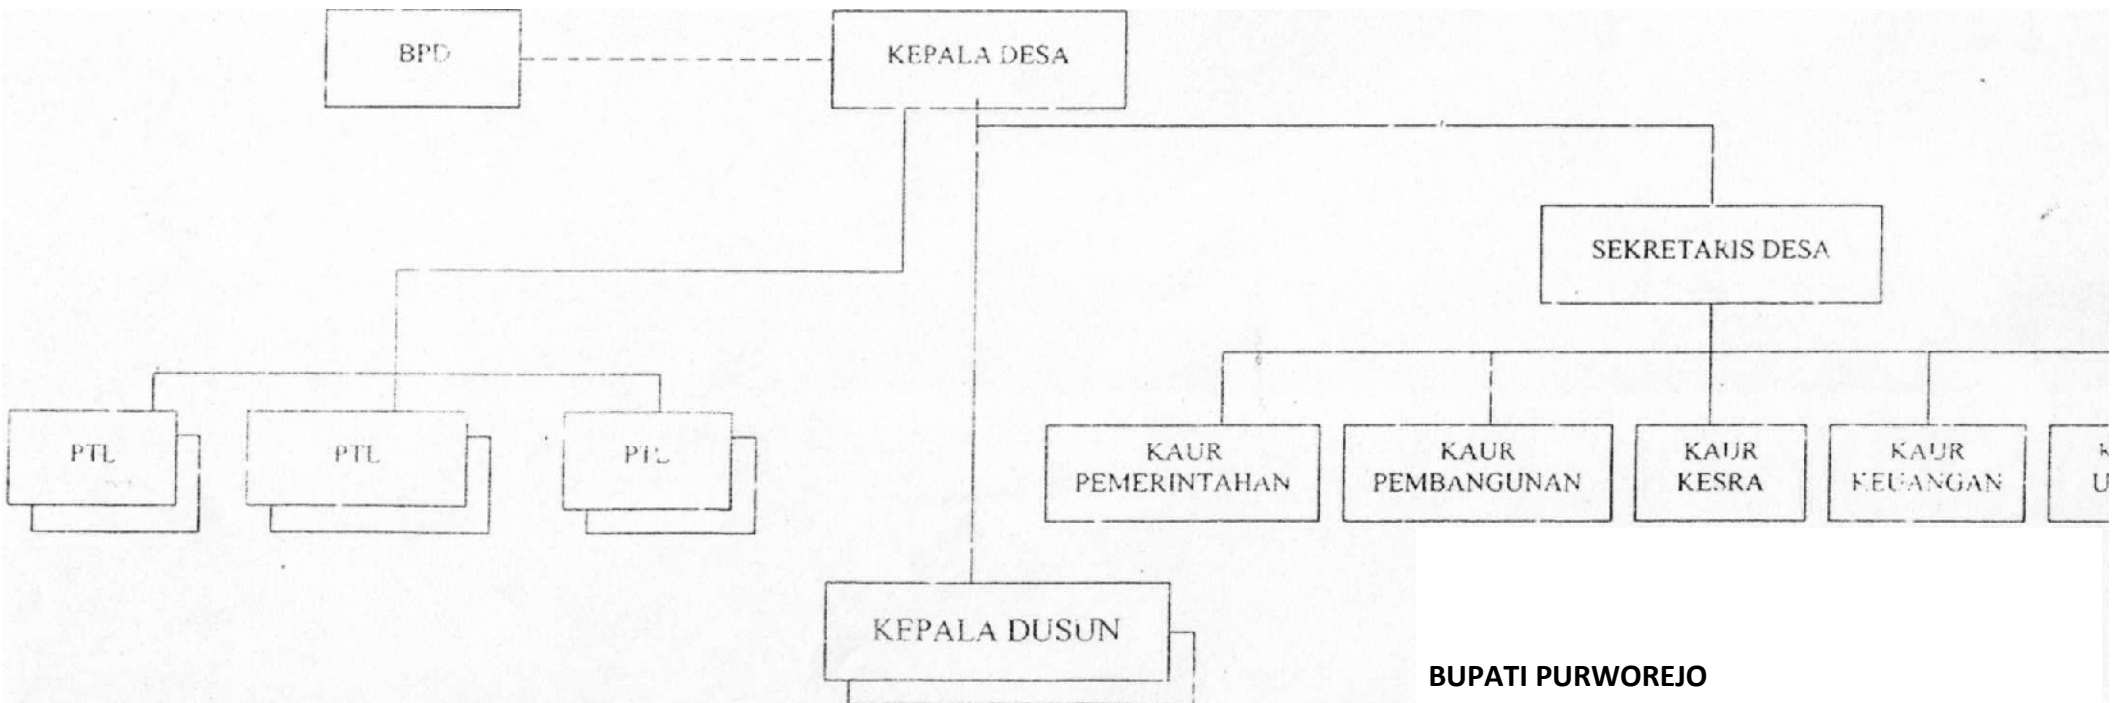 BPD
KEPALA DESA
SEKRETARIS DESA
PTL
PTL
PTL
KAUR
PEMERINTAHAN
KAUR
PEMBANGUNAN
KAUR
KESRA
KAUR
KEUANGAN
K
U
KEPALA DUSUN
BUPATI PURWOREJO